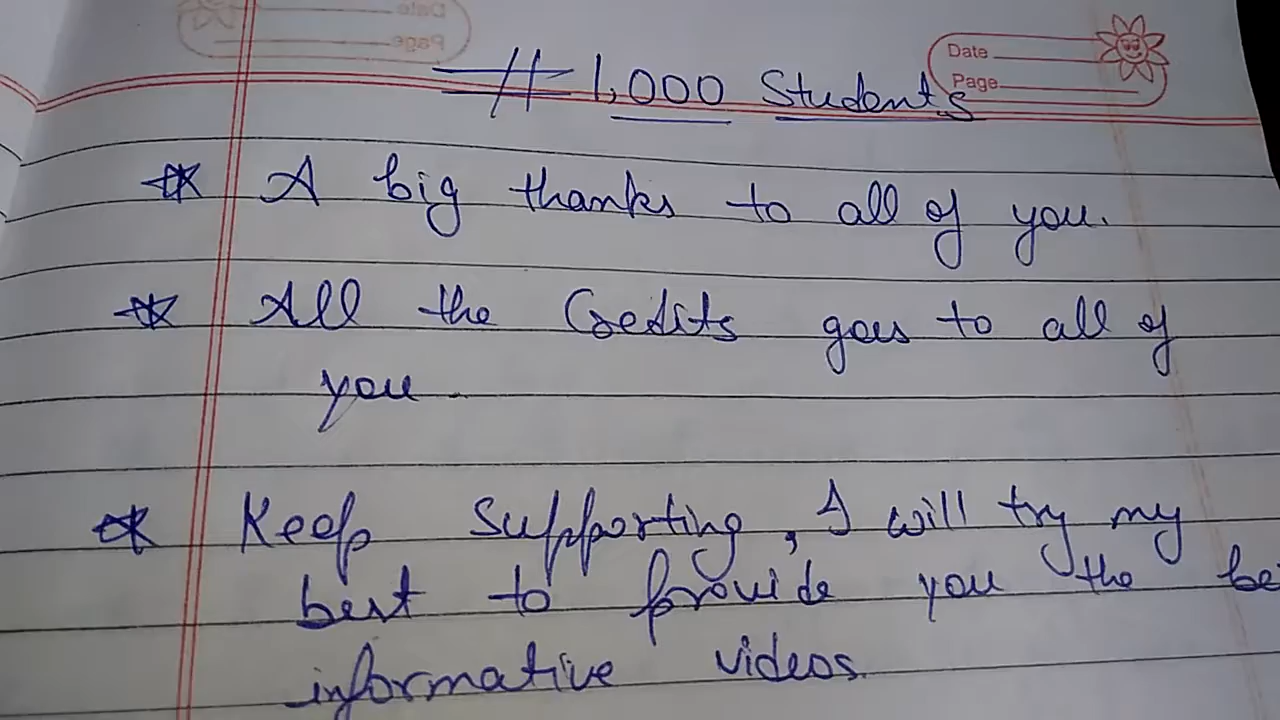 Date
Page
Date
Page
# 1,000 Students
A big thanks to all of you.
All the Credits goes to all of
you.
Keep supporting, I will try my
best to provide you the be
informative videos.